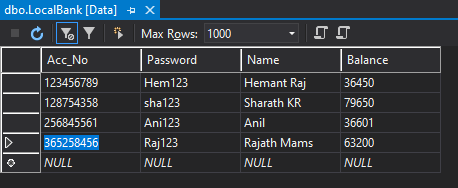 dbo.LocalBank [Data]
Max Rows: 1000
Acc_No Password Name Balance
123456789 Hem123 Hemant Raj 36450
128754358 sha123 Sharath KR 79650
256845561 Ani123 Anil 36601
365258456 Raj123 Rajath Mams 63200
NULL NULL NULL NULL